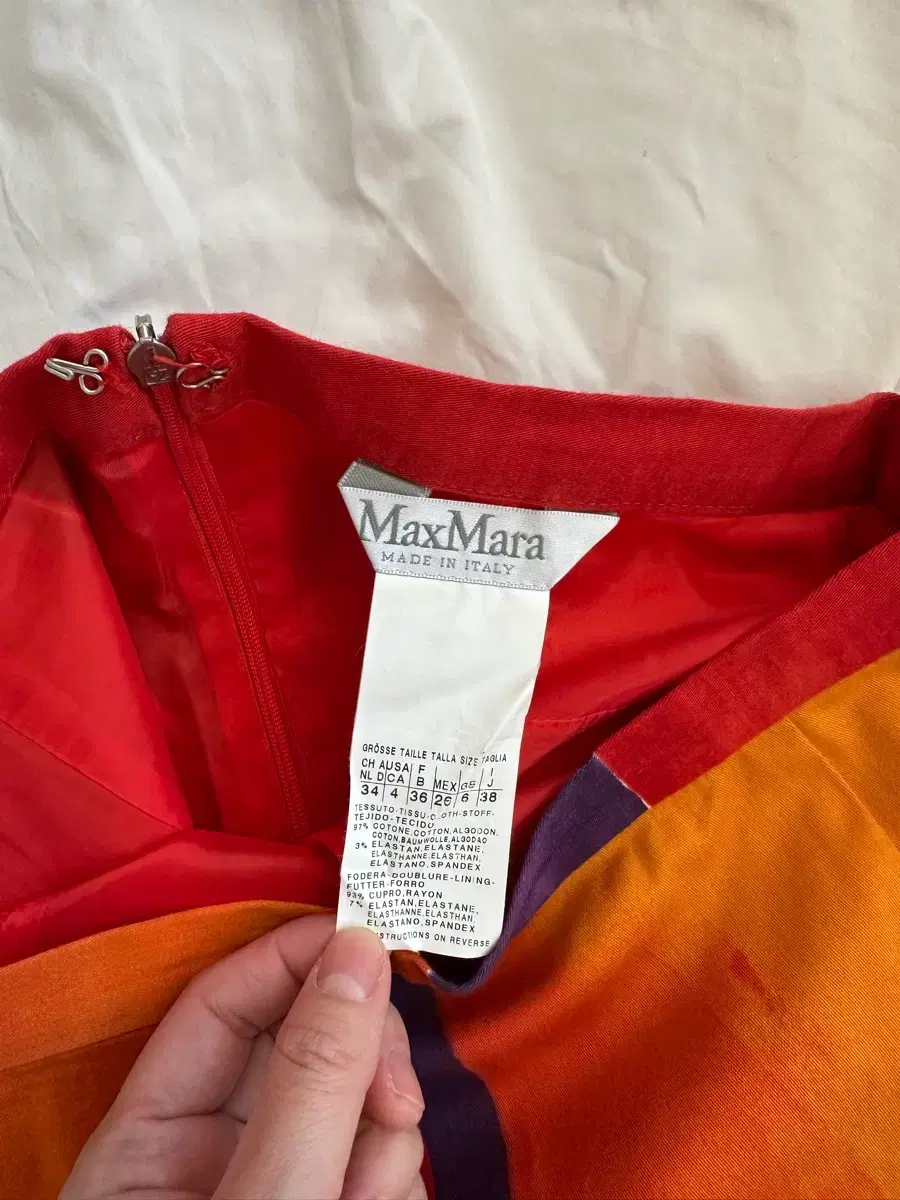 MaxMara
MADE IN ITALY
GRÖSSE TAILLE TALLA SIZE TAGLIA
CH AUSA F I
NL D CA B MEX GB J
34 4 36 26 6 38
TESSUTO-TISSU-CLOTH-STOFF-
TEJIDO-TECIDO
97% COTONE,COTTON,ALGODON,
COTON,BAUMWOLLE,ALGODAO
3% ELASTAN,ELASTANE,
ELASTHANNE,ELASTHAN,
ELASTANO,SPANDEX
FODERA-DOUBLURE-LINING-
FUTTER-FORRO
93% CUPRO,RAYON
7% ELASTAN,ELASTANE,
ELASTHANNE,ELASTHAN,
ELASTANO,SPANDEX
STRUCTIONS ON REVERSE